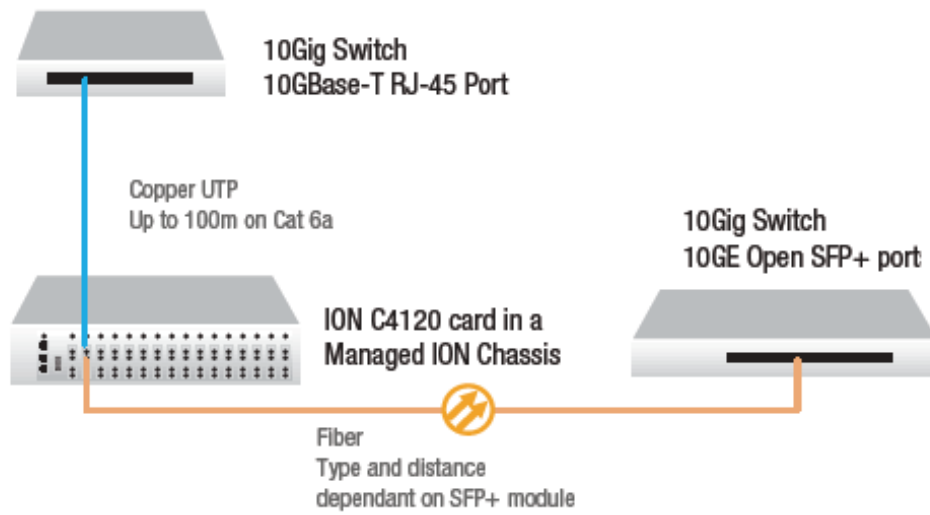 10Gig Switch
10GBase-T RJ-45 Port
Copper UTP
Up to 100m on Cat 6a
10Gig Switch
10GE Open SFP+ port
ION C4120 card in a
Managed ION Chassis
Fiber
Type and distance
dependant on SFP+ module